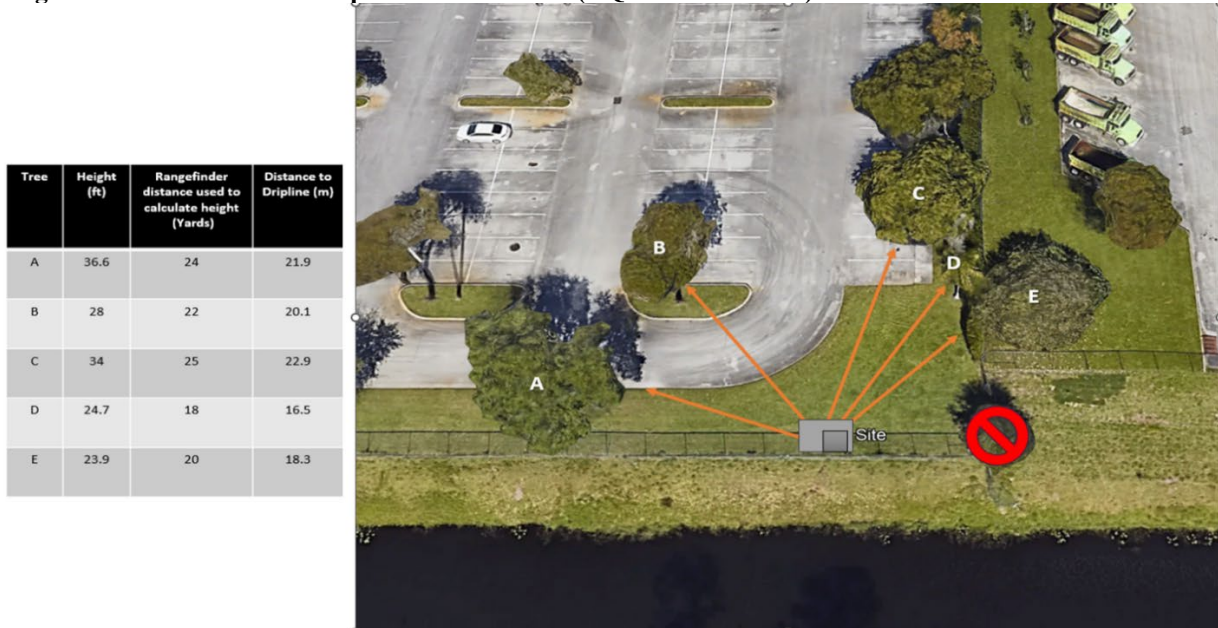 Tree Height (ft) Rangefinder distance used to calculate height (Yards) Distance to Dripline (m)
A 36.6 24 21.9
B 28 22 20.1
C 34 25 22.9
D 24.7 18 16.5
E 23.9 20 18.3
C
B
D
E
A
Site